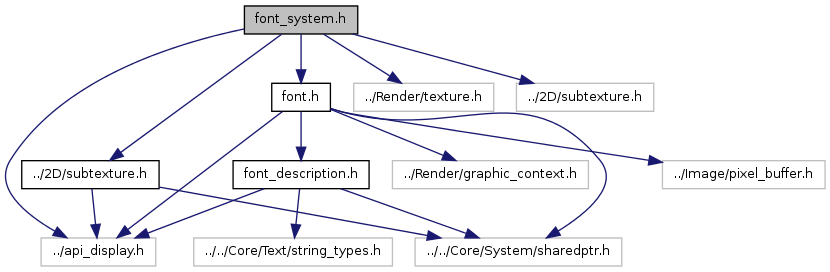 font_system.h
font.h
../Render/texture.h
../2D/subtexture.h
../2D/subtexture.h
font_description.h
../Render/graphic_context.h
../Image/pixel_buffer.h
../api_display.h
../../Core/Text/string_types.h
../../Core/System/sharedptr.h